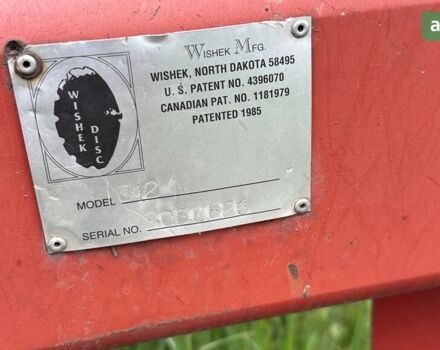 WISHEK MFG.
WISHEK, NORTH DAKOTA 58495
U. S. PATENT NO. 4396070
CANADIAN PAT. NO. 1181979
PATENTED 1985
WISHEK
DISC
MODEL
SERIAL NO.
a